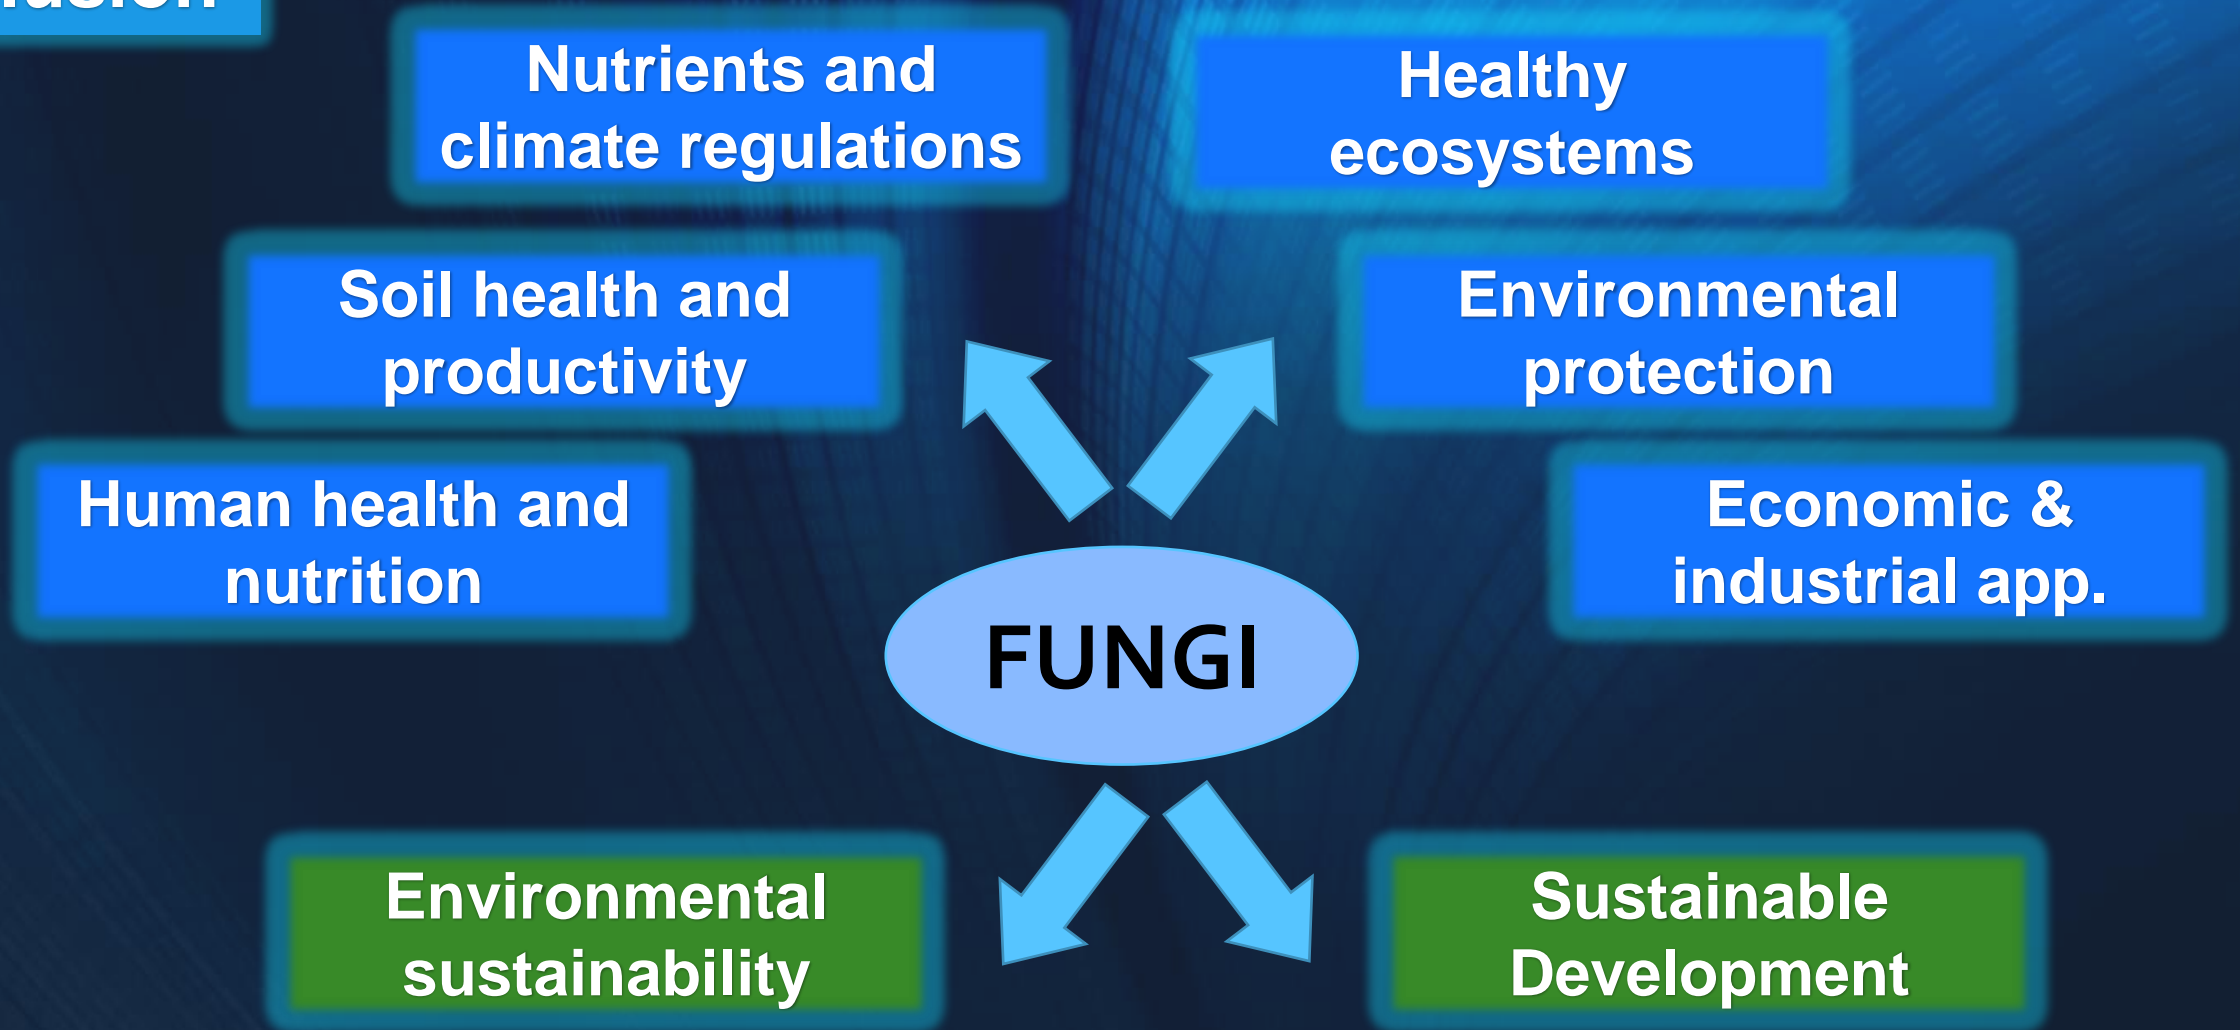 Nutrients and
climate regulations
Healthy
ecosystems
Soil health and
productivity
Environmental
protection
Human health and
nutrition
Economic &
industrial app.
FUNGI
Environmental
sustainability
Sustainable
Development